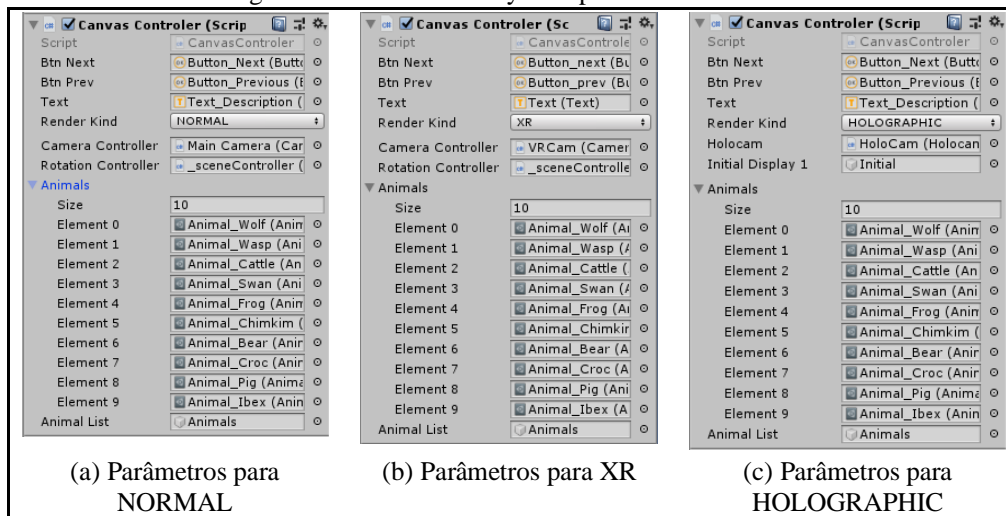 Canvas Controler (Scrip
Script CanvasControler
Btn Next Button_Next (Butt
Btn Prev Button_Previous (
Text Text_Description (
Render Kind NORMAL
Camera Controller Main Camera (Car
Rotation Controller _sceneController (
Animals
Size 10
Element 0 Animal_Wolf (Anim
Element 1 Animal_Wasp (Ani
Element 2 Animal_Cattle (An
Element 3 Animal_Swan (Ani
Element 4 Animal_Frog (Anim
Element 5 Animal_Chimkim (
Element 6 Animal_Bear (Anir
Element 7 Animal_Croc (Anir
Element 8 Animal_Pig (Anima
Element 9 Animal_Ibex (Anin
Animal List Animals
(a) Parâmetros para
NORMAL
Canvas Controler (Sc
Script CanvasControle
Btn Next Button_next (Bu
Btn Prev Button_prev (Bu
Text Text (Text)
Render Kind XR
Camera Controller VRCam (Camer
Rotation Controller _sceneControlle
Animals
Size 10
Element 0 Animal_Wolf (A
Element 1 Animal_Wasp (
Element 2 Animal_Cattle (
Element 3 Animal_Swan (
Element 4 Animal_Frog (A
Element 5 Animal_Chimkir
Element 6 Animal_Bear (A
Element 7 Animal_Croc (A
Element 8 Animal_Pig (Ani
Element 9 Animal_Ibex (A
Animal List Animals
(b) Parâmetros para XR
Canvas Controler (Scrip
Script CanvasControler
Btn Next Button_Next (Butt
Btn Prev Button_Previous (
Text Text_Description (
Render Kind HOLOGRAPHIC
Holocam HoloCam (Holocan
Initial Display 1 Initial
Animals
Size 10
Element 0 Animal_Wolf (Anim
Element 1 Animal_Wasp (Ani
Element 2 Animal_Cattle (An
Element 3 Animal_Swan (Ani
Element 4 Animal_Frog (Anim
Element 5 Animal_Chimkim (
Element 6 Animal_Bear (Anir
Element 7 Animal_Croc (Anir
Element 8 Animal_Pig (Anima
Element 9 Animal_Ibex (Anin
Animal List Animals
(c) Parâmetros para
HOLOGRAPHIC